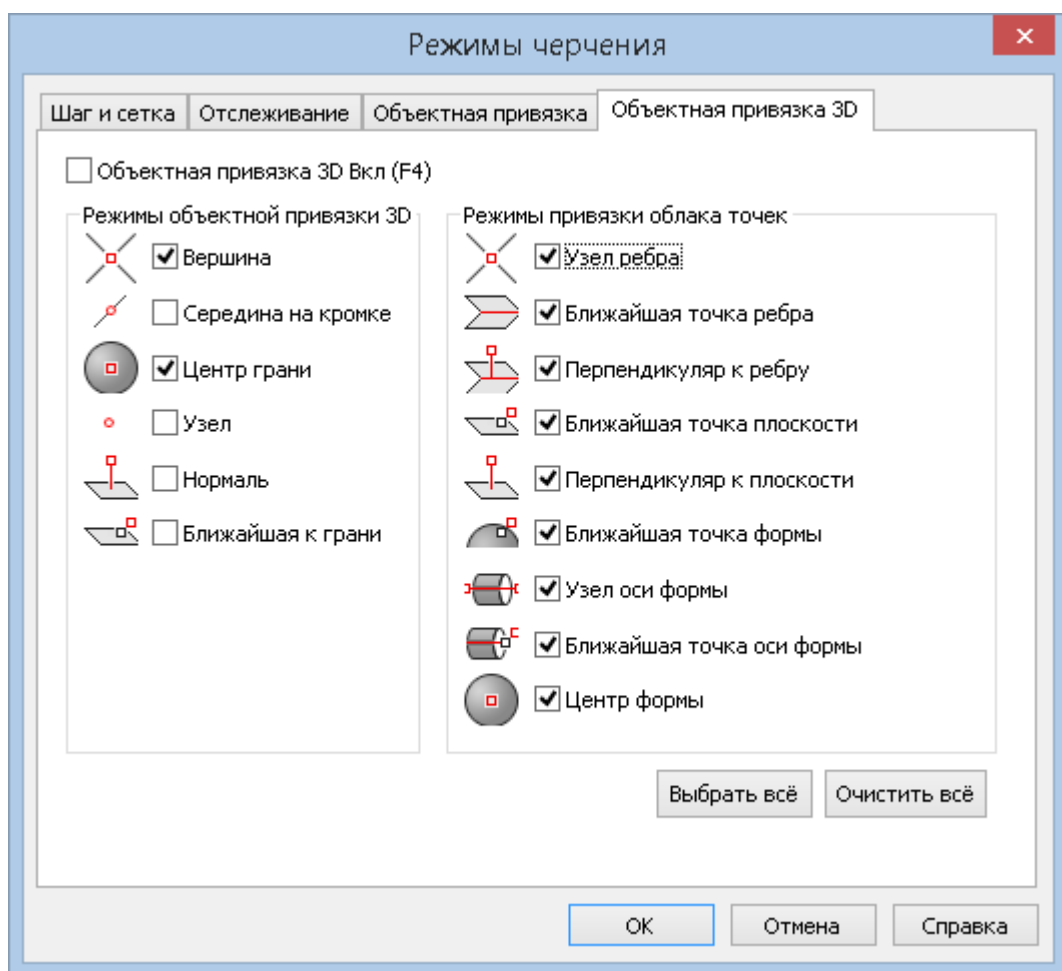 Режимы черчения
Шаг и сетка
Отслеживание
Объектная привязка
Объектная привязка 3D
Объектная привязка 3D Вкл (F4)
Режимы объектной привязки 3D
Вершина
Середина на кромке
Центр грани
Узел
Нормаль
Ближайшая к грани
Режимы привязки облака точек
Узел ребра
Ближайшая точка ребра
Перпендикуляр к ребру
Ближайшая точка плоскости
Перпендикуляр к плоскости
Ближайшая точка формы
Узел оси формы
Ближайшая точка оси формы
Центр формы
Выбрать всё
Очистить всё
ОК
Отмена
Справка